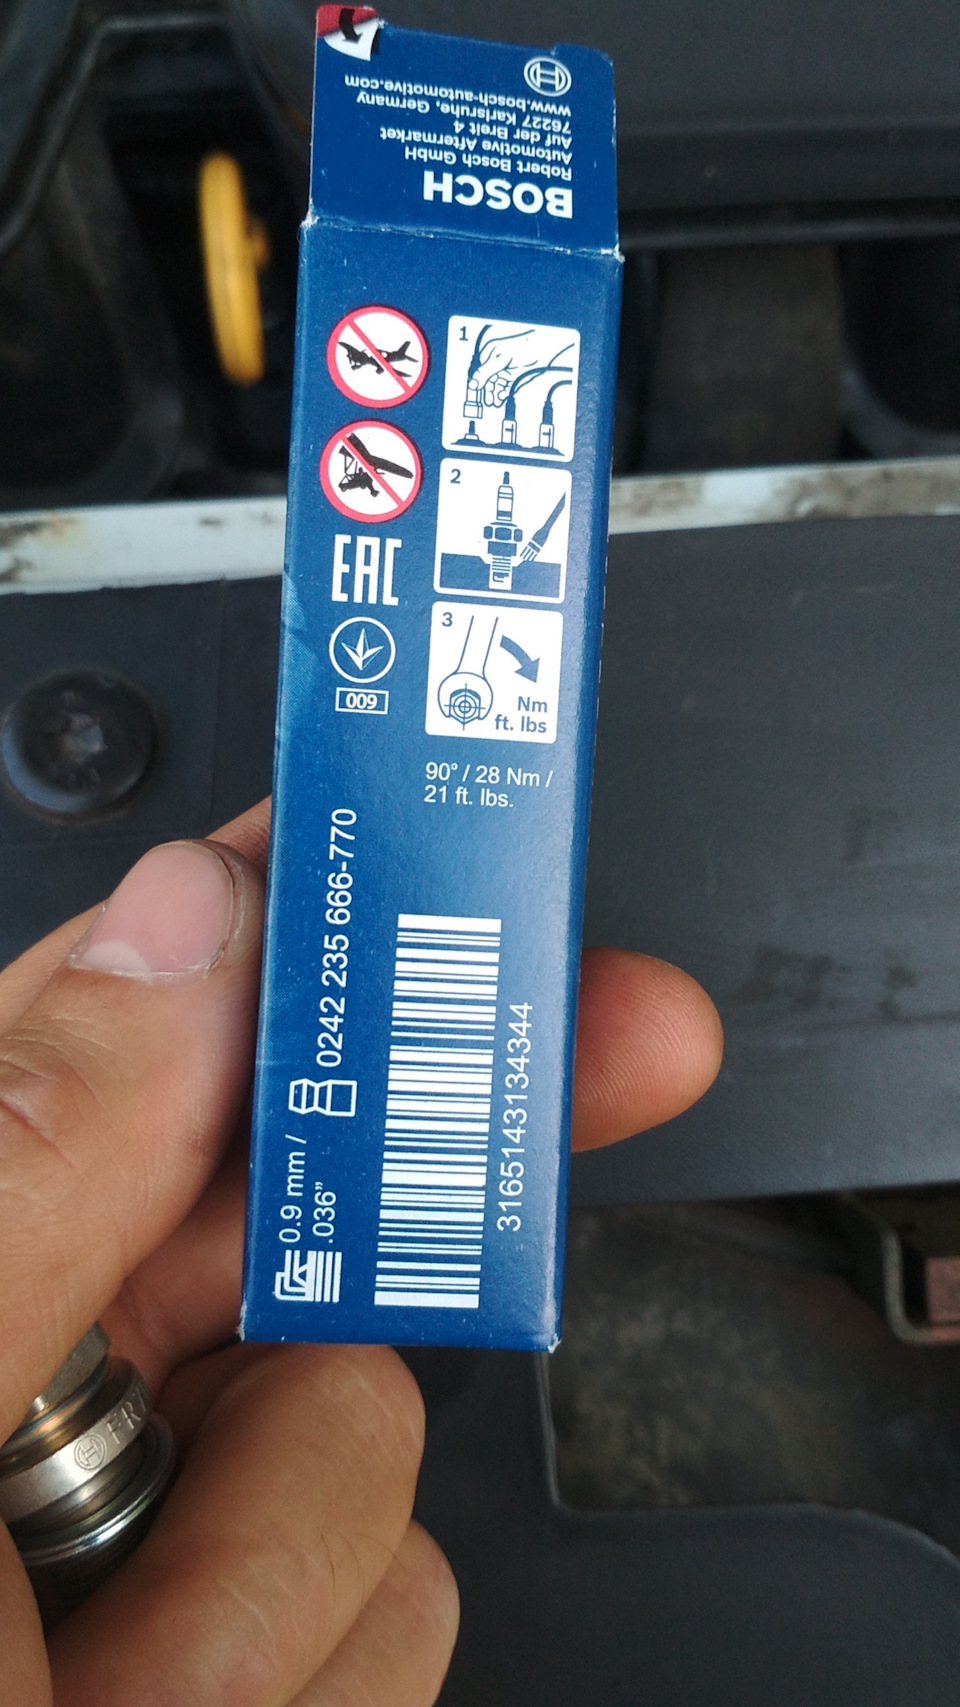 BOSCH
Robert Bosch GmbH
Automotive Aftermarket
Auf der Breit 4
76227 Karlsruhe, Germany
www.bosch-automotive.com
1
2
3
Nm
ft. lbs
EAC
009
90° / 28 Nm /
21 ft. lbs.
0.9 mm /
.036"
0242 235 666-770
3165143134344
FR7